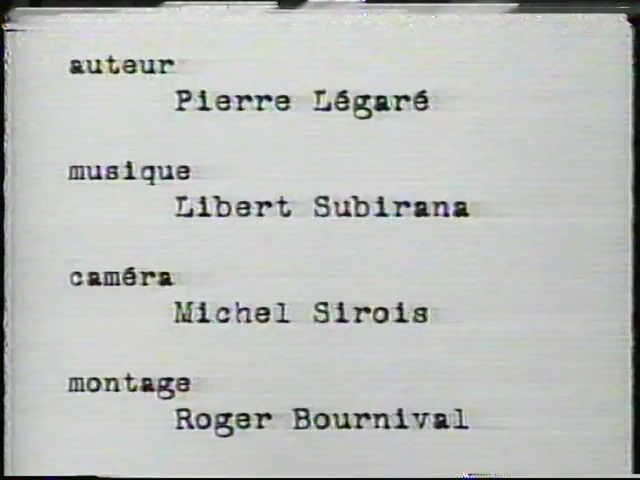 auteur
Pierre Légaré
musique
Libert Subirana
caméra
Michel Sirois
montage
Roger Bournival